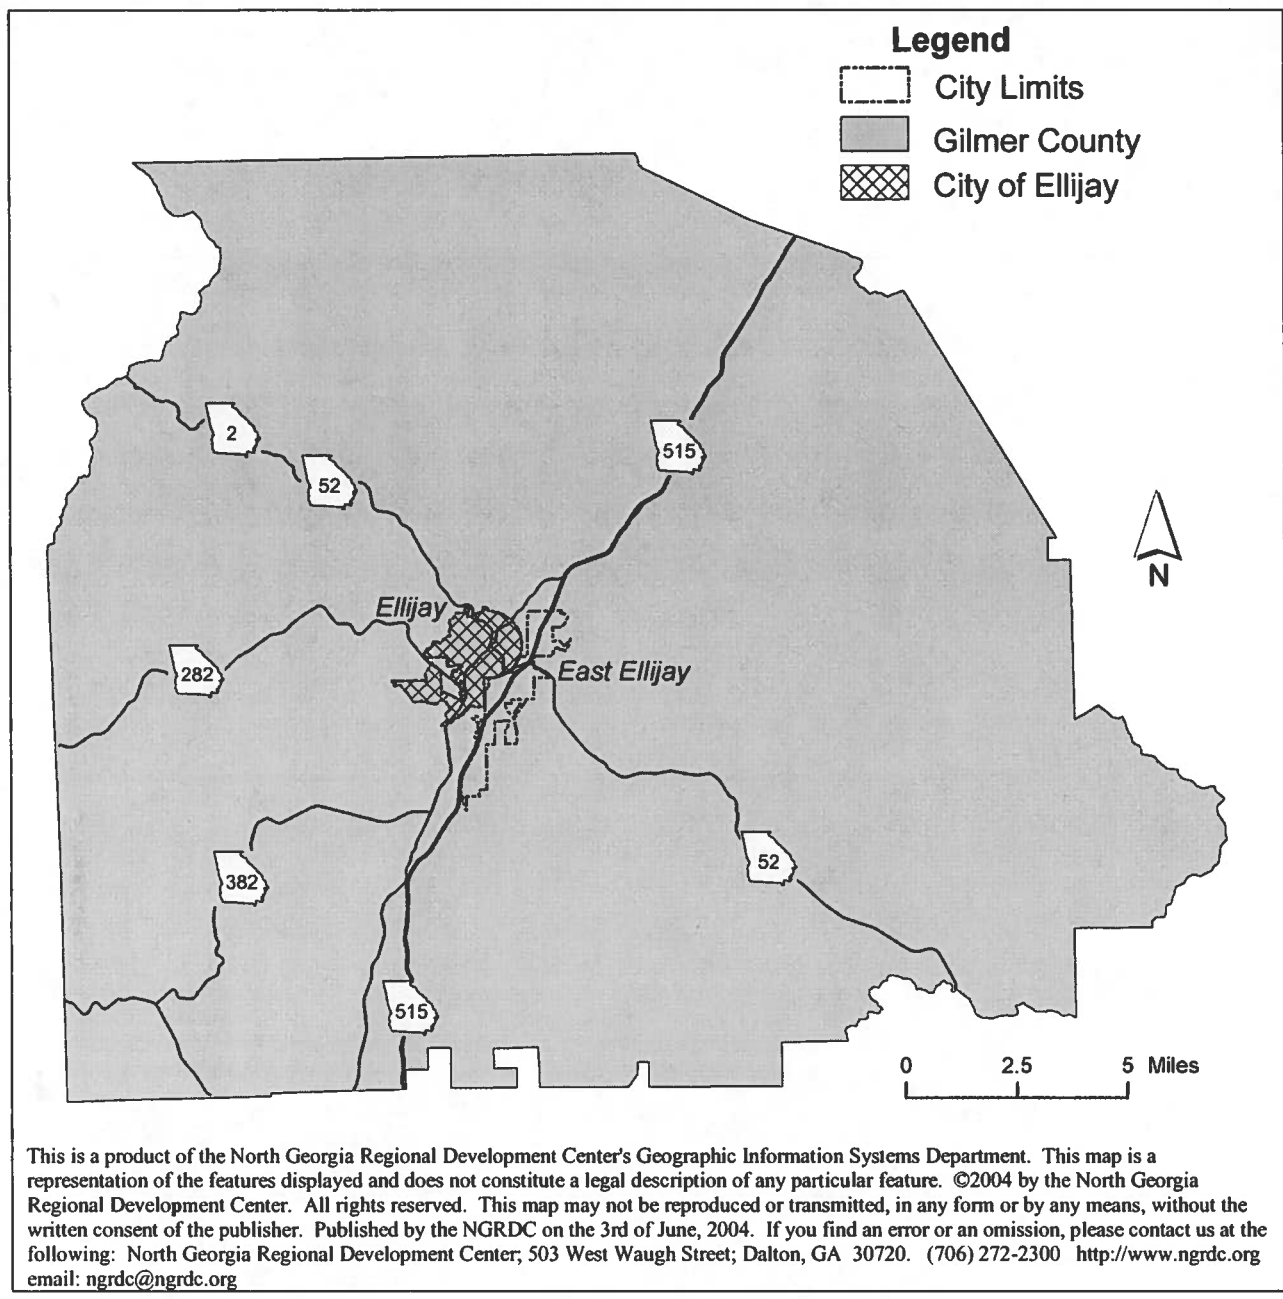 Legend
City Limits
Gilmer County
City of Ellijay
2
515
52
N
Ellijay
East Ellijay
282
52
382
515
0 2.5 5 Miles
This is a product of the North Georgia Regional Development Center's Geographic Information Systems Department. This map is a
representation of the features displayed and does not constitute a legal description of any particular feature. ©2004 by the North Georgia
Regional Development Center. All rights reserved. This map may not be reproduced or transmitted, in any form or by any means, without the
written consent of the publisher. Published by the NGRDC on the 3rd of June, 2004. If you find an error or an omission, please contact us at the
following: North Georgia Regional Development Center; 503 West Waugh Street; Dalton, GA 30720. (706) 272-2300 http://www.ngrdc.org
email: ngrdc@ngrdc.org